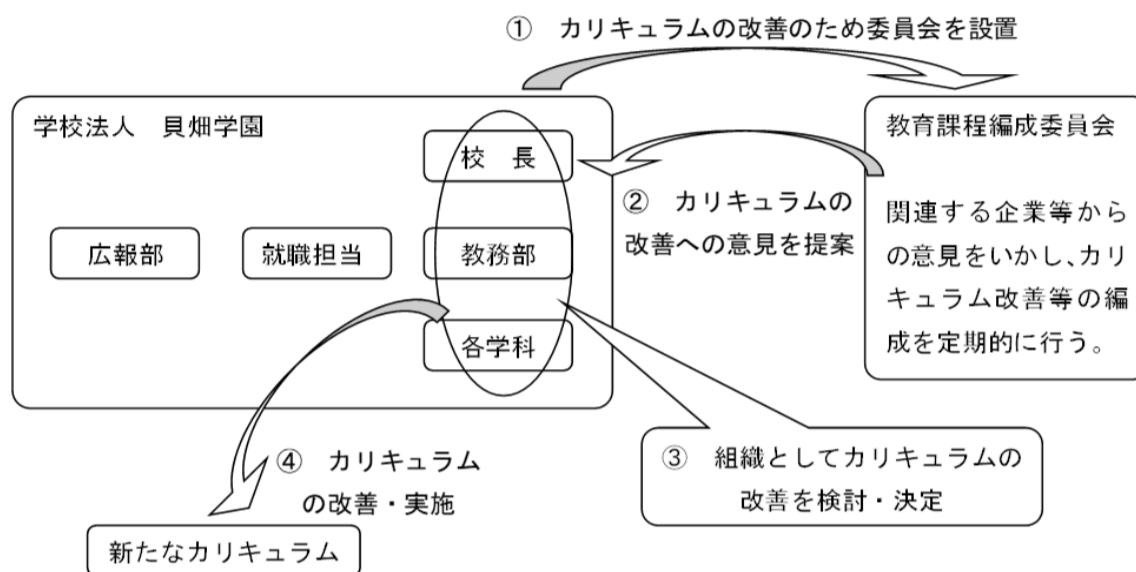 ① カリキュラムの改善のため委員会を設置
学校法人 貝畑学園
校 長
広報部
就職担当
教務部
各学科
② カリキュラムの
改善への意見を提案
教育課程編成委員会
関連する企業等から
の意見をいかし、カリ
キュラム改善等の編
成を定期的に行う。
③ 組織としてカリキュラムの
改善を検討・決定
④ カリキュラム
の改善・実施
新たなカリキュラム